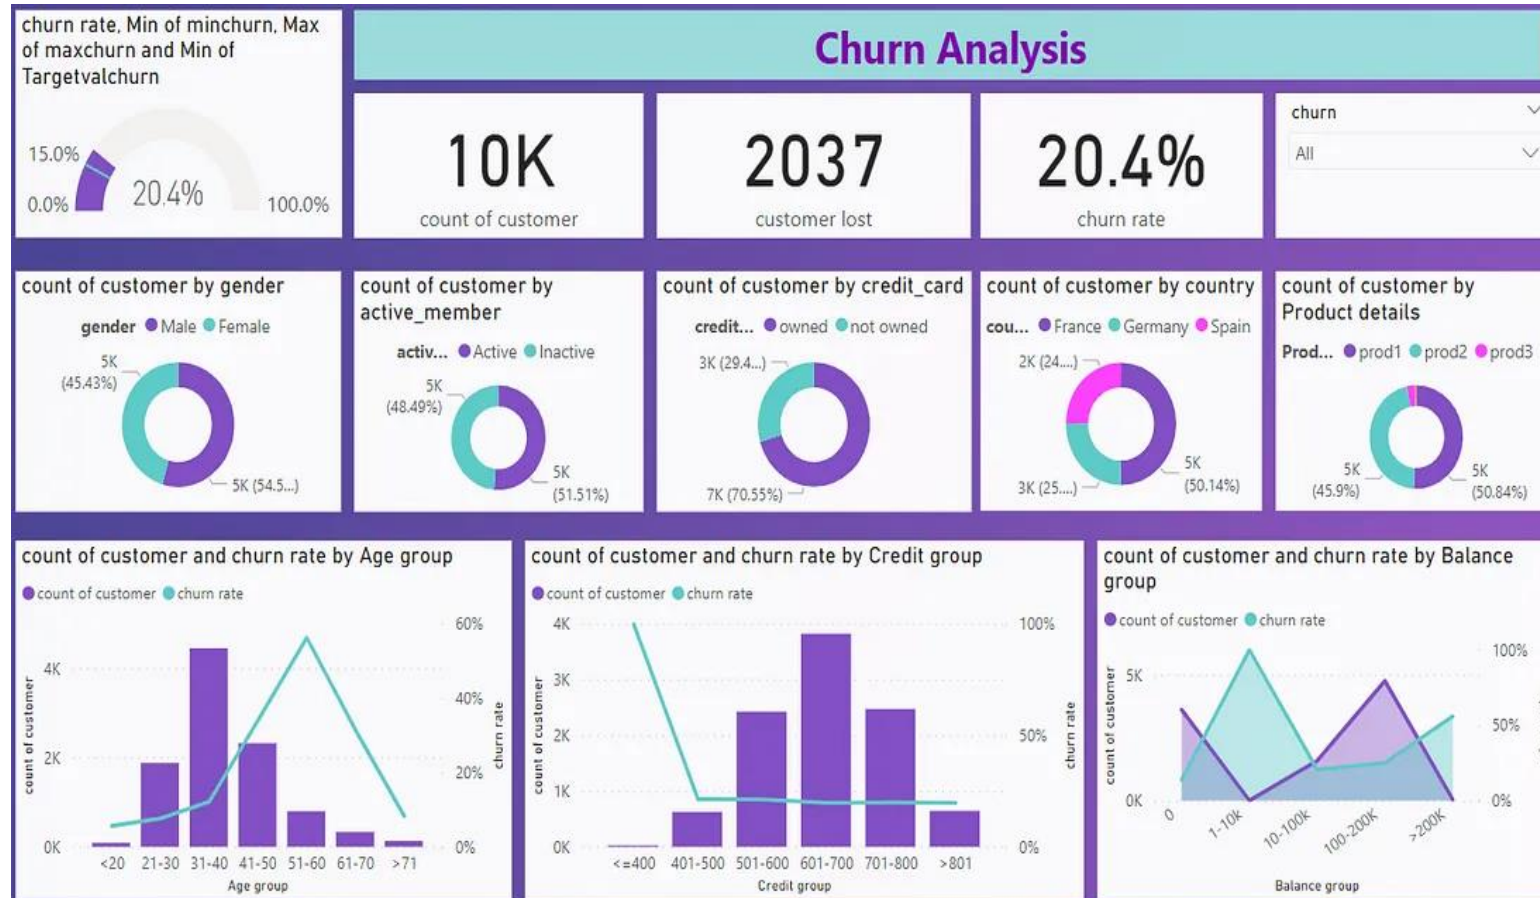 churn rate, Min of minchurn, Max
of maxchurn and Min of
Targetvalchurn
15.0%
0.0%
20.4%
100.0%
Churn Analysis
10K
count of customer
2037
customer lost
20.4%
churn rate
churn
All
count of customer by gender
gender Male Female
5K
(45.43%)
5K (54.5...)
count of customer by
active_member
activ... Active Inactive
5K
(48.49%)
5K
(51.51%)
count of customer by credit_card
credit... owned not owned
3K (29.4...)
7K (70.55%)
count of customer by country
cou... France Germany Spain
2K (24....)
3K (25....)
5K
(50.14%)
count of customer by
Product details
Prod... prod1 prod2 prod3
5K
(45.9%)
5K
(50.84%)
count of customer and churn rate by Age group
count of customer churn rate
count of customer
4K
2K
0K
60%
40%
20%
0%
churn rate
<20 21-30 31-40 41-50 51-60 61-70 >71
Age group
count of customer and churn rate by Credit group
count of customer churn rate
count of customer
4K
3K
2K
1K
0K
100%
50%
0%
churn rate
<=400 401-500 501-600 601-700 701-800 >801
Credit group
count of customer and churn rate by Balance
group
count of customer churn rate
count of customer
5K
0K
100%
50%
0%
0 1-10k 10-100k 100-200k >200k
Balance group